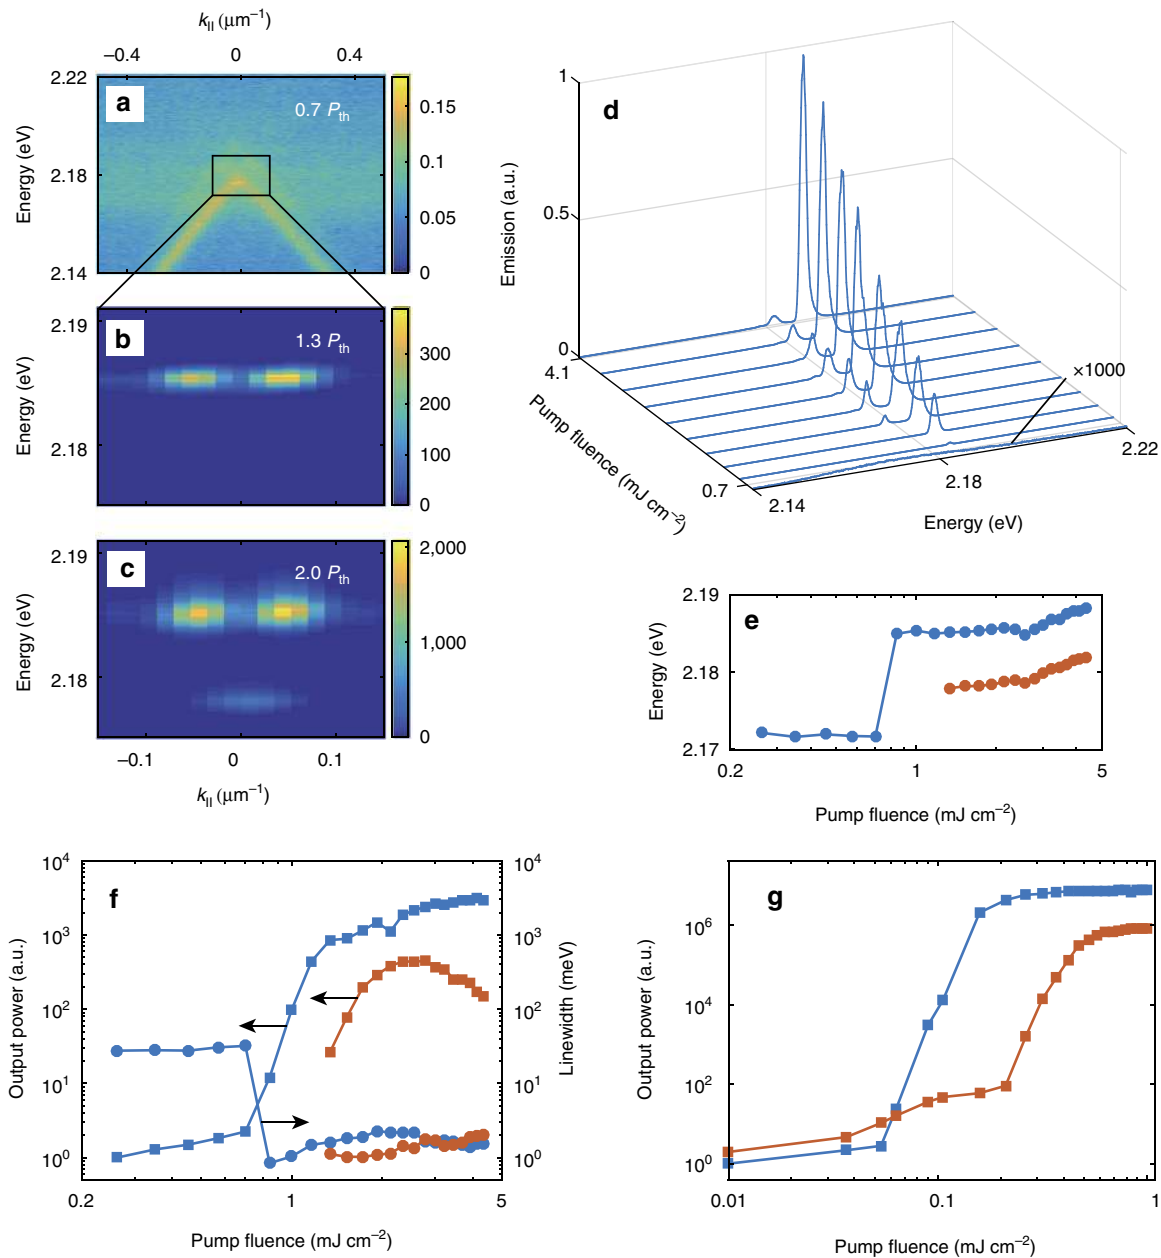 k|| (μm⁻¹)
−0.4 0 0.4
2.22
2.18
2.14
Energy (eV)
a
0.7 Pth
0.15
0.1
0.05
0
2.19
2.18
Energy (eV)
b
1.3 Pth
300
200
100
0
2.19
2.18
Energy (eV)
c
2.0 Pth
2,000
1,000
0
−0.1 0 0.1
k|| (μm⁻¹)
d
1
0.5
0
Emission (a.u.)
4.1
0.7
Pump fluence (mJ cm⁻²)
2.14
2.18
2.22
Energy (eV)
×1000
e
2.19
2.18
2.17
Energy (eV)
0.2 1 5
Pump fluence (mJ cm⁻²)
f
10⁴
10³
10²
10¹
10⁰
Output power (a.u.)
10⁴
10³
10²
10¹
10⁰
Linewidth (meV)
0.2 1 5
Pump fluence (mJ cm⁻²)
g
10⁶
10⁴
10²
10⁰
Output power (a.u.)
0.01 0.1 1
Pump fluence (mJ cm⁻²)